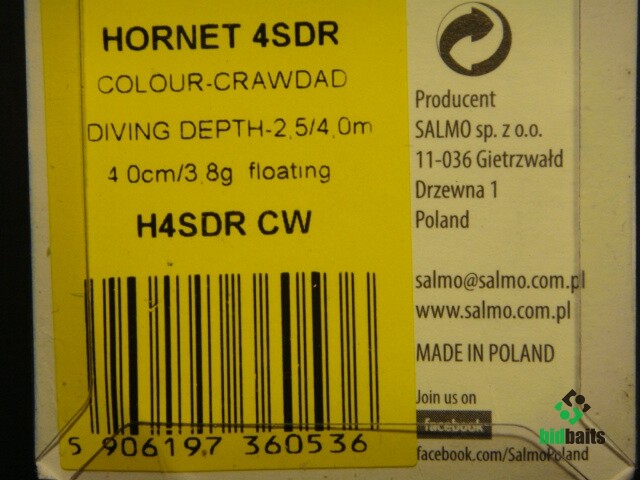 HORNET 4SDR
COLOUR-CRAWDAD
DIVING DEPTH-2,5/4,0m
4.0cm/3.8g floating
H4SDR CW
5 906197 360536
Producent
SALMO sp. z o.o.
11-036 Gietrzwałd
Drzewna 1
Poland
salmo@salmo.com.pl
www.salmo.com.pl
MADE IN POLAND
Join us on
facebook
facebook.com/SalmoPoland
bidbaits